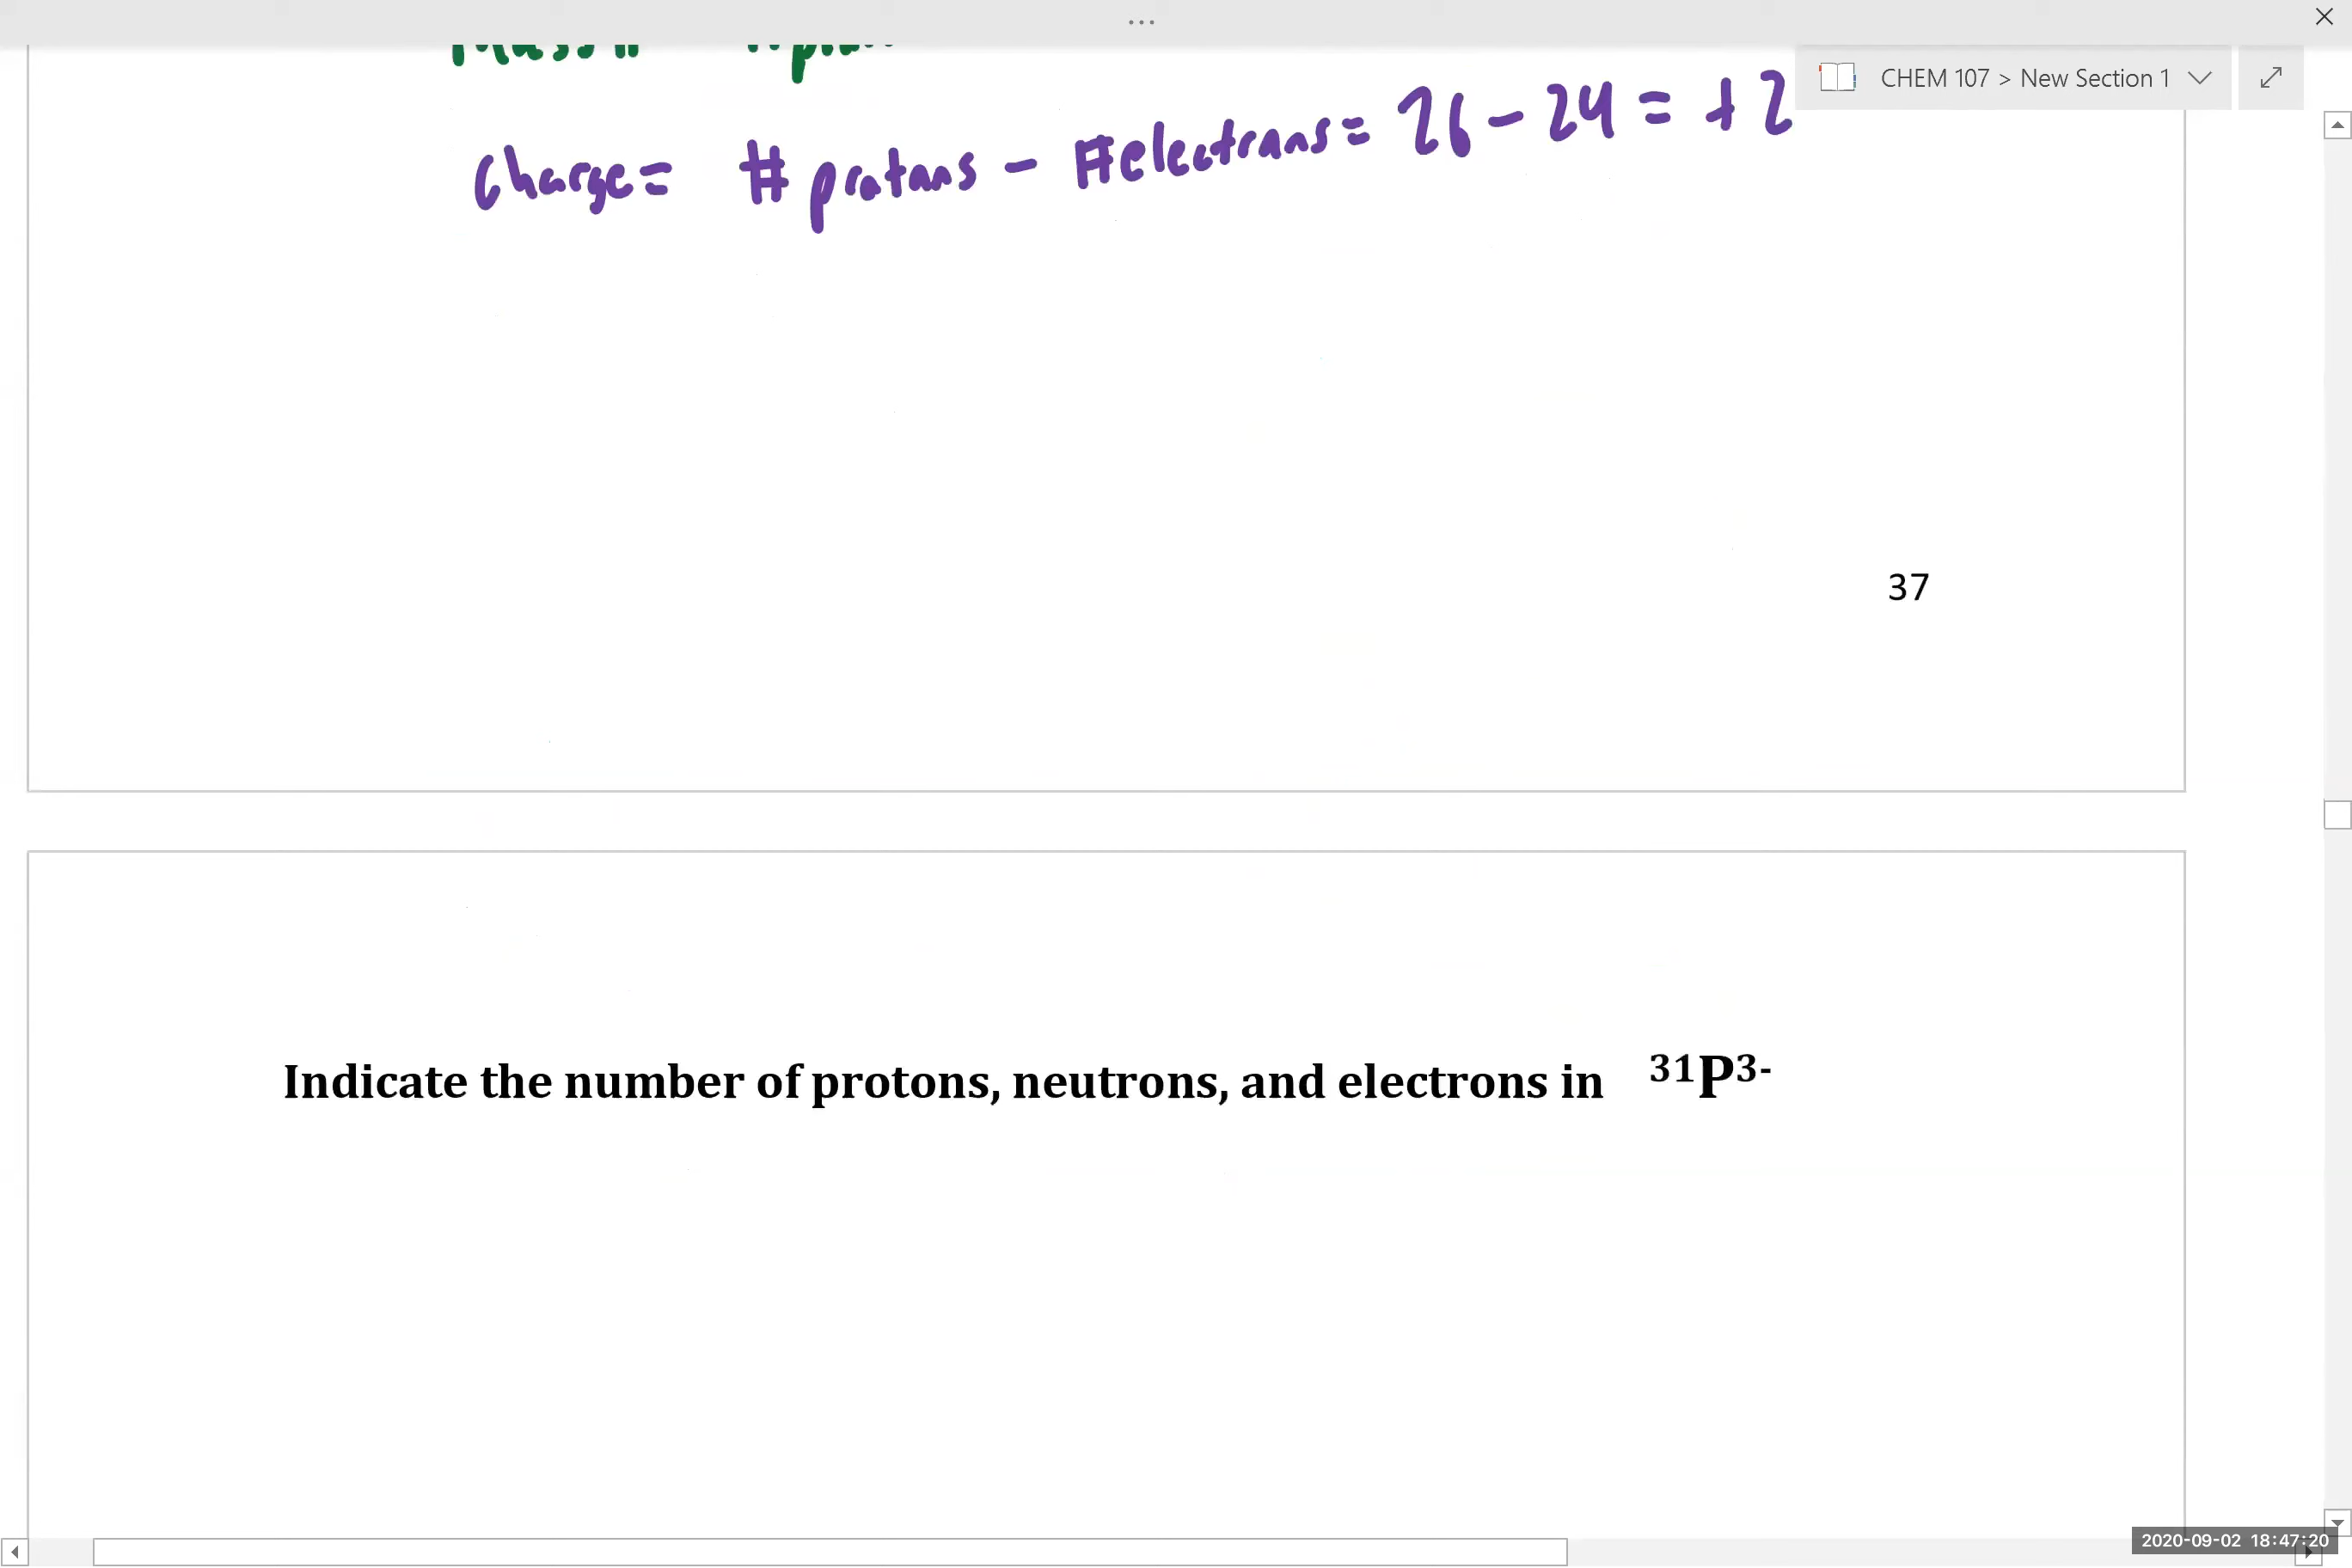 ...
CHEM 107 > New Section 1
Charge= # protons - #electrons= 26-24 = +2
37
Indicate the number of protons, neutrons, and electrons in ³¹P³⁻
2020-09-02 18:47:20